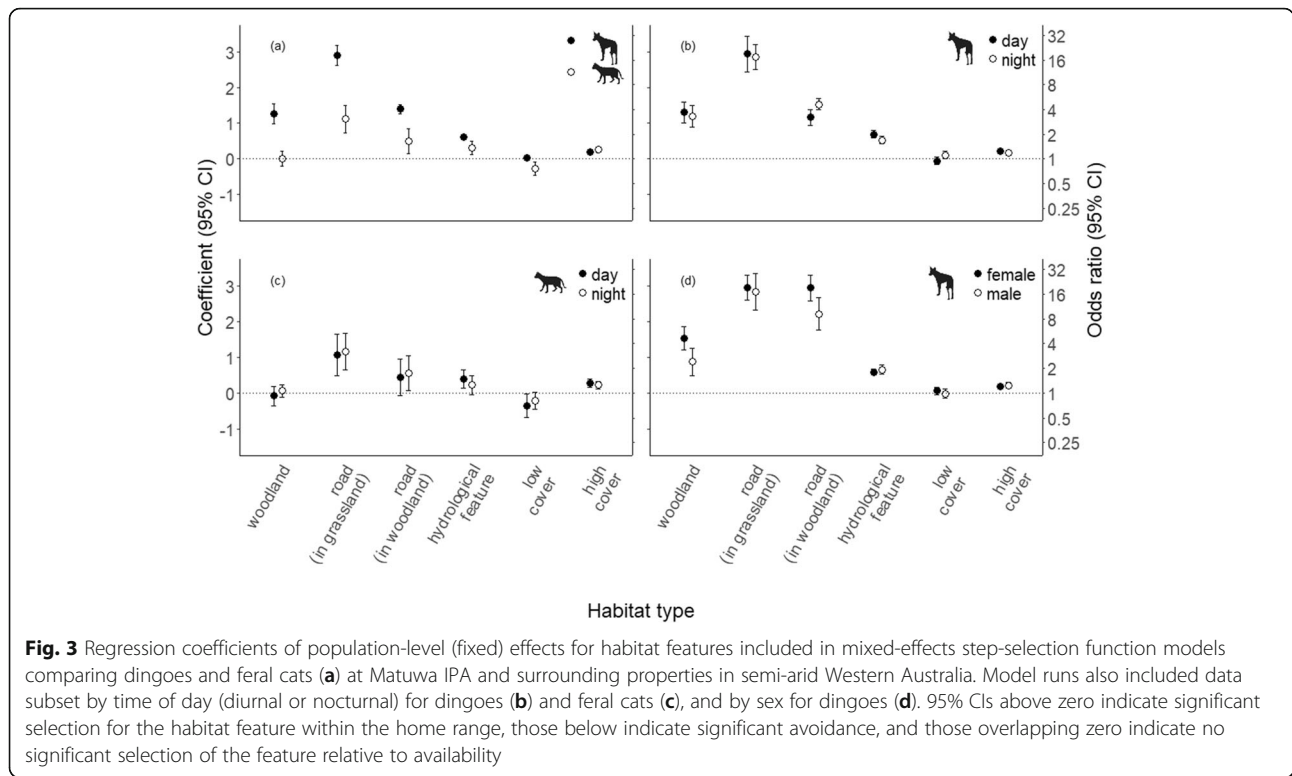 Coefficient (95% CI)
3
2
1
0
-1
(a)
(b)
day
night
32
16
8
4
2
1
0.5
0.25
3
2
1
0
-1
(c)
day
night
(d)
female
male
32
16
8
4
2
1
0.5
0.25
Odds ratio (95% CI)
woodland
road
(in grassland)
road
(in woodland)
hydrological
feature
low
cover
high
cover
woodland
road
(in grassland)
road
(in woodland)
hydrological
feature
low
cover
high
cover
Habitat type
Fig. 3 Regression coefficients of population-level (fixed) effects for habitat features included in mixed-effects step-selection function models
comparing dingoes and feral cats (a) at Matuwa IPA and surrounding properties in semi-arid Western Australia. Model runs also included data
subset by time of day (diurnal or nocturnal) for dingoes (b) and feral cats (c), and by sex for dingoes (d). 95% CIs above zero indicate significant
selection for the habitat feature within the home range, those below indicate significant avoidance, and those overlapping zero indicate no
significant selection of the feature relative to availability